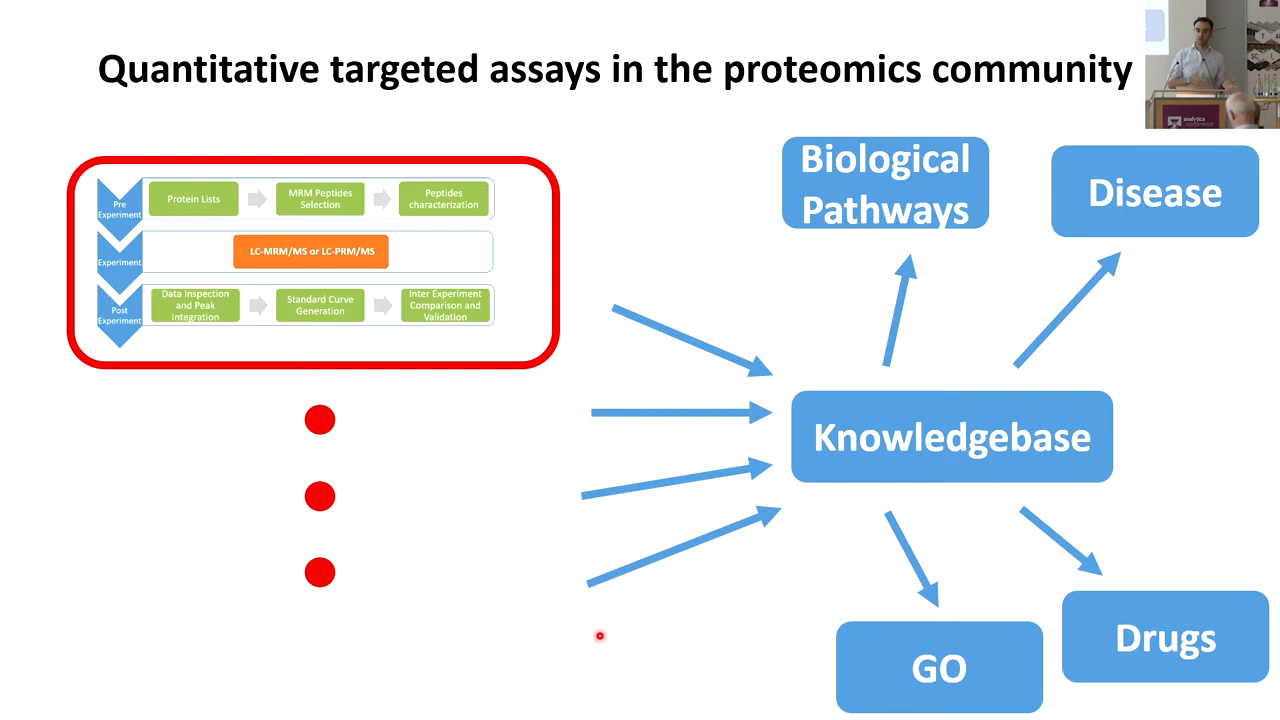 Quantitative targeted assays in the proteomics community
Pre
Experiment
Protein Lists
MRM Peptides
Selection
Peptides
characterization
Experiment
LC-MRM/MS or LC-PRM/MS
Post
Experiment
Data Inspection
and Peak
Integration
Standard Curve
Generation
Inter Experiment
Comparison and
Validation
Biological
Pathways
Disease
Knowledgebase
GO
Drugs
analytica
conference